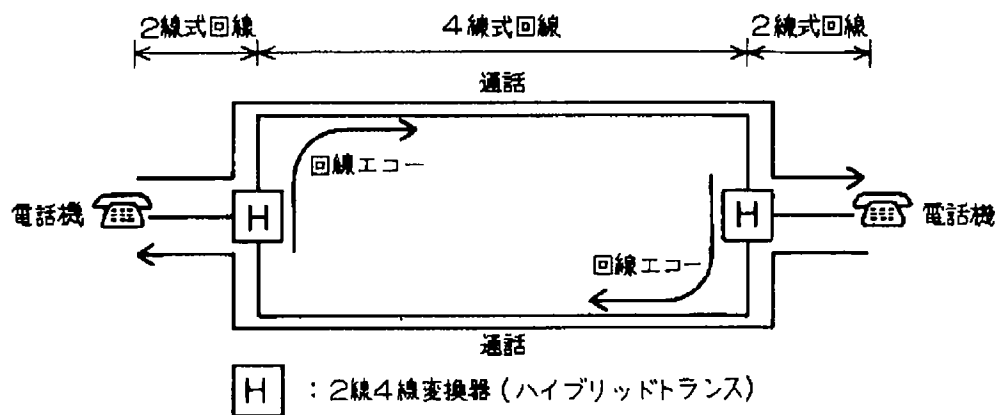 2線式回線 4線式回線 2線式回線
通話
回線エコー
電話機 H H 電話機
回線エコー
通話
H :2線4線変換器(ハイブリッドトランス)